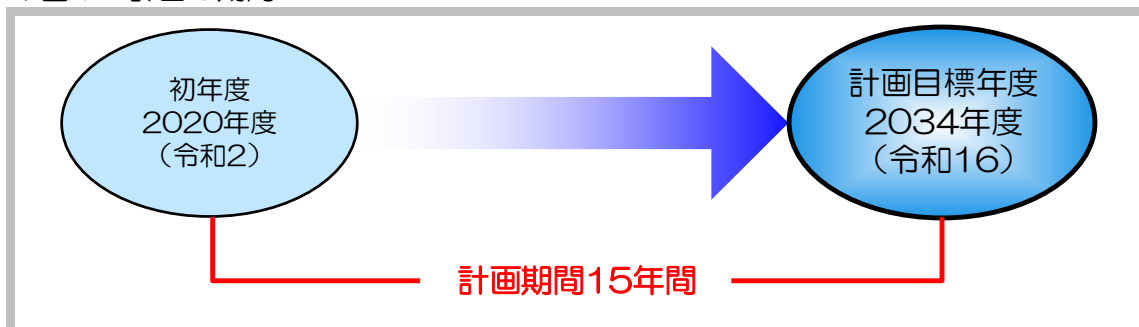 初年度
2020年度
（令和2）
計画目標年度
2034年度
（令和16）
計画期間15年間